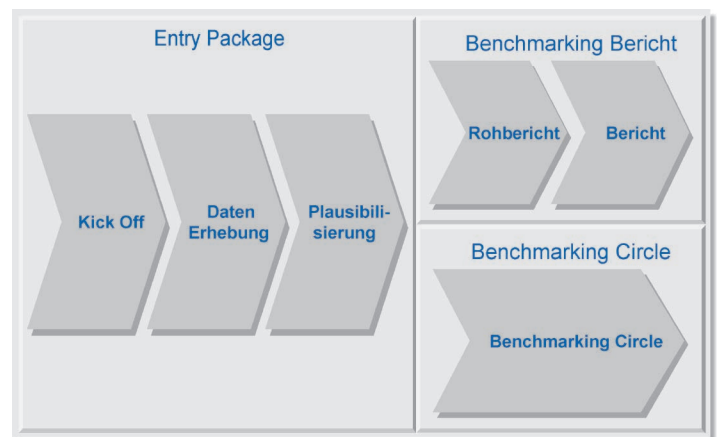 Entry Package
Kick Off
Daten
Erhebung
Plausibili-
sierung
Benchmarking Bericht
Rohbericht
Bericht
Benchmarking Circle
Benchmarking Circle